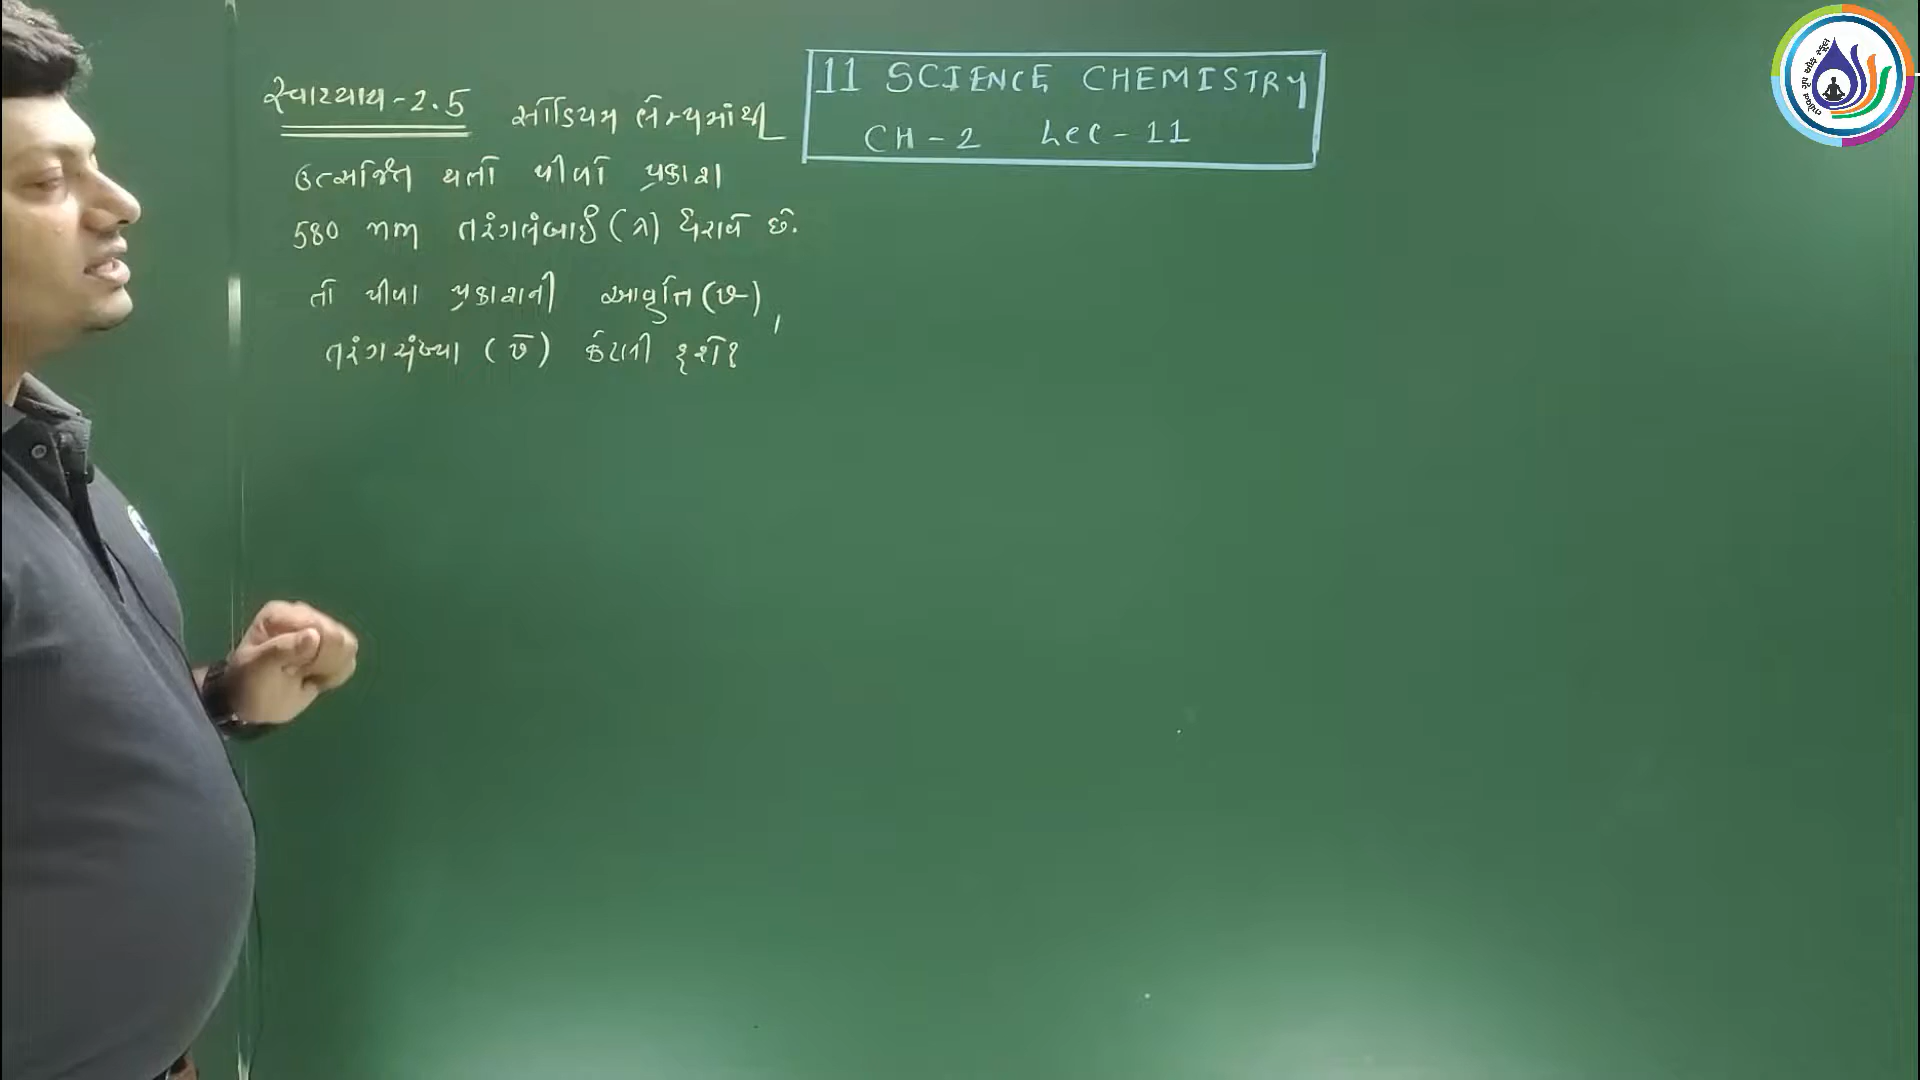 સ્વાધ્યાય-2.5 સોડિયમ લેમ્પમાંથી
ઉત્સર્જિત થતો પીળો પ્રકાશ
580 nm તરંગલંબાઈ (λ) ધરાવે છે.
તો પીળા પ્રકાશની આવૃત્તિ (ν),
તરંગસંખ્યા (ν̅) કેટલી હશે?
11 SCIENCE CHEMISTRY
CH-2 Lec-11